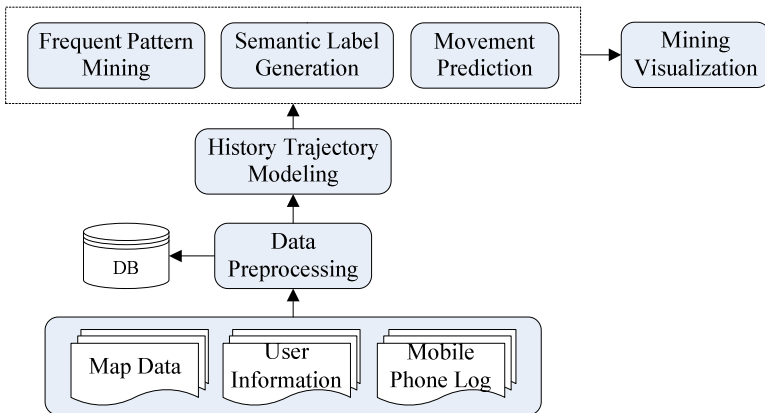 Frequent Pattern
Mining
Semantic Label
Generation
Movement
Prediction
Mining
Visualization
History Trajectory
Modeling
Data
Preprocessing
DB
Map Data
User
Information
Mobile
Phone Log